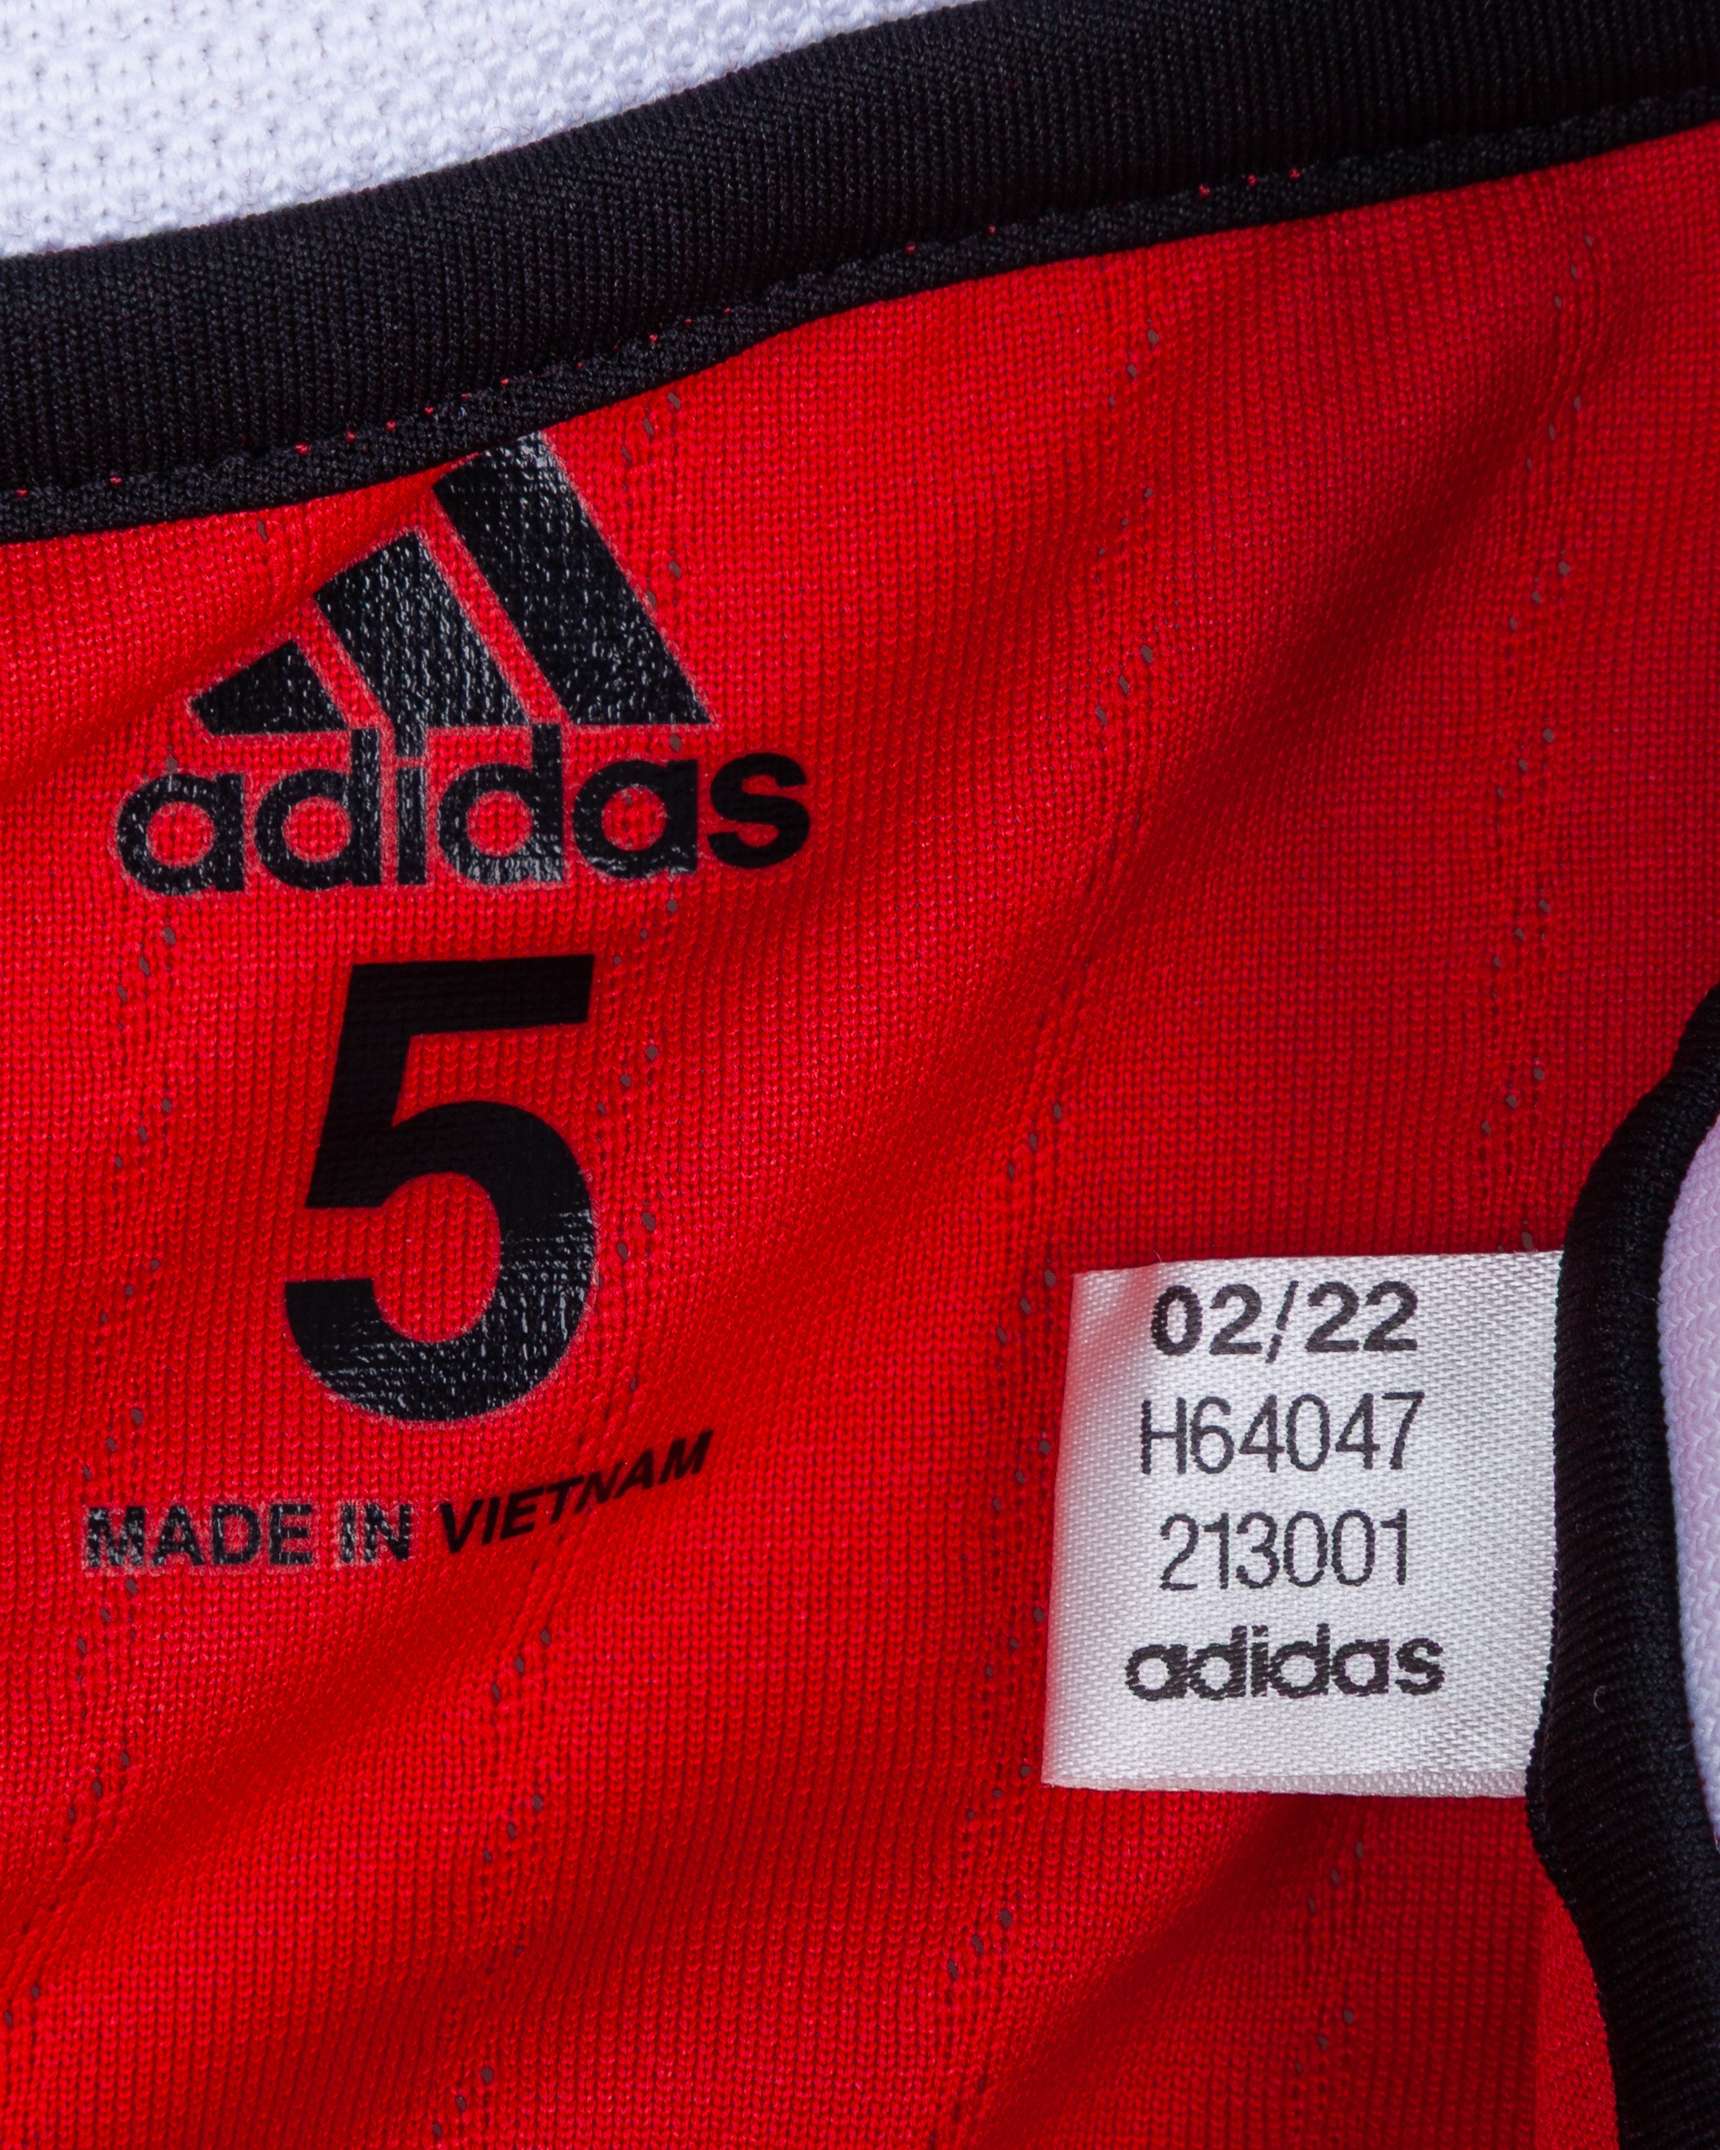 adidas
5
MADE IN VIETNAM
02/22
H64047
213001
adidas